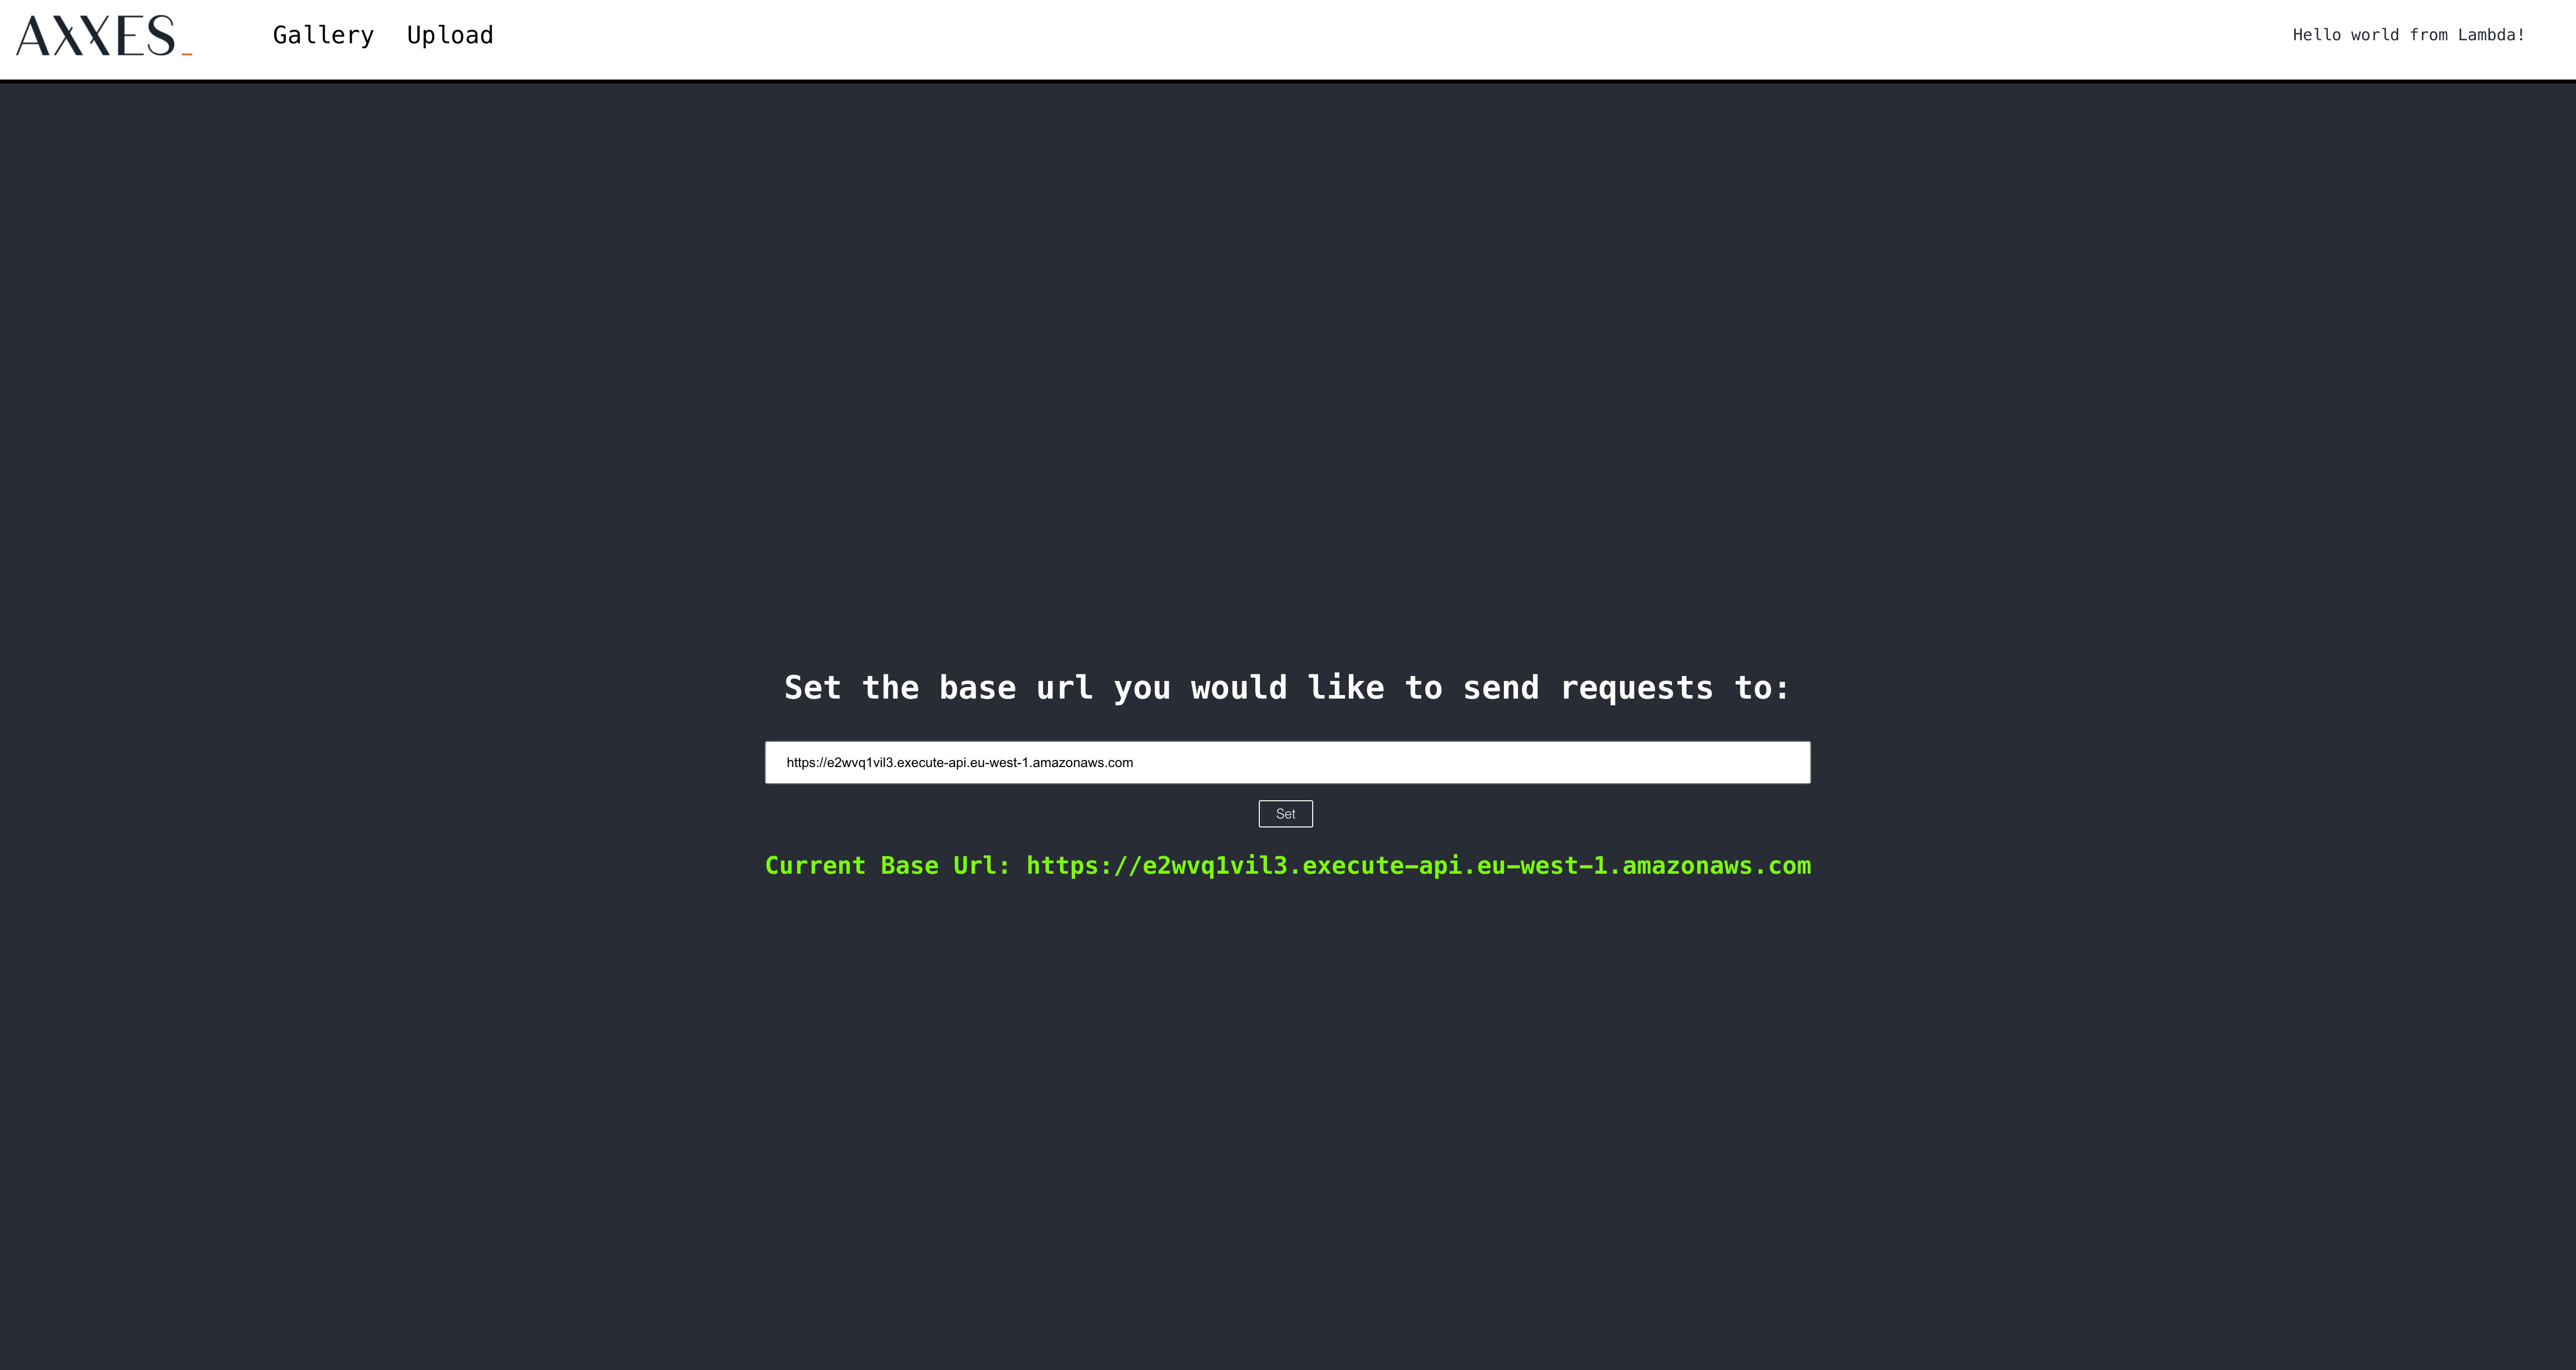 AXXES_
Gallery Upload
Hello world from Lambda!
Set the base url you would like to send requests to:
https://e2wvq1vil3.execute-api.eu-west-1.amazonaws.com
Set
Current Base Url: https://e2wvq1vil3.execute-api.eu-west-1.amazonaws.com